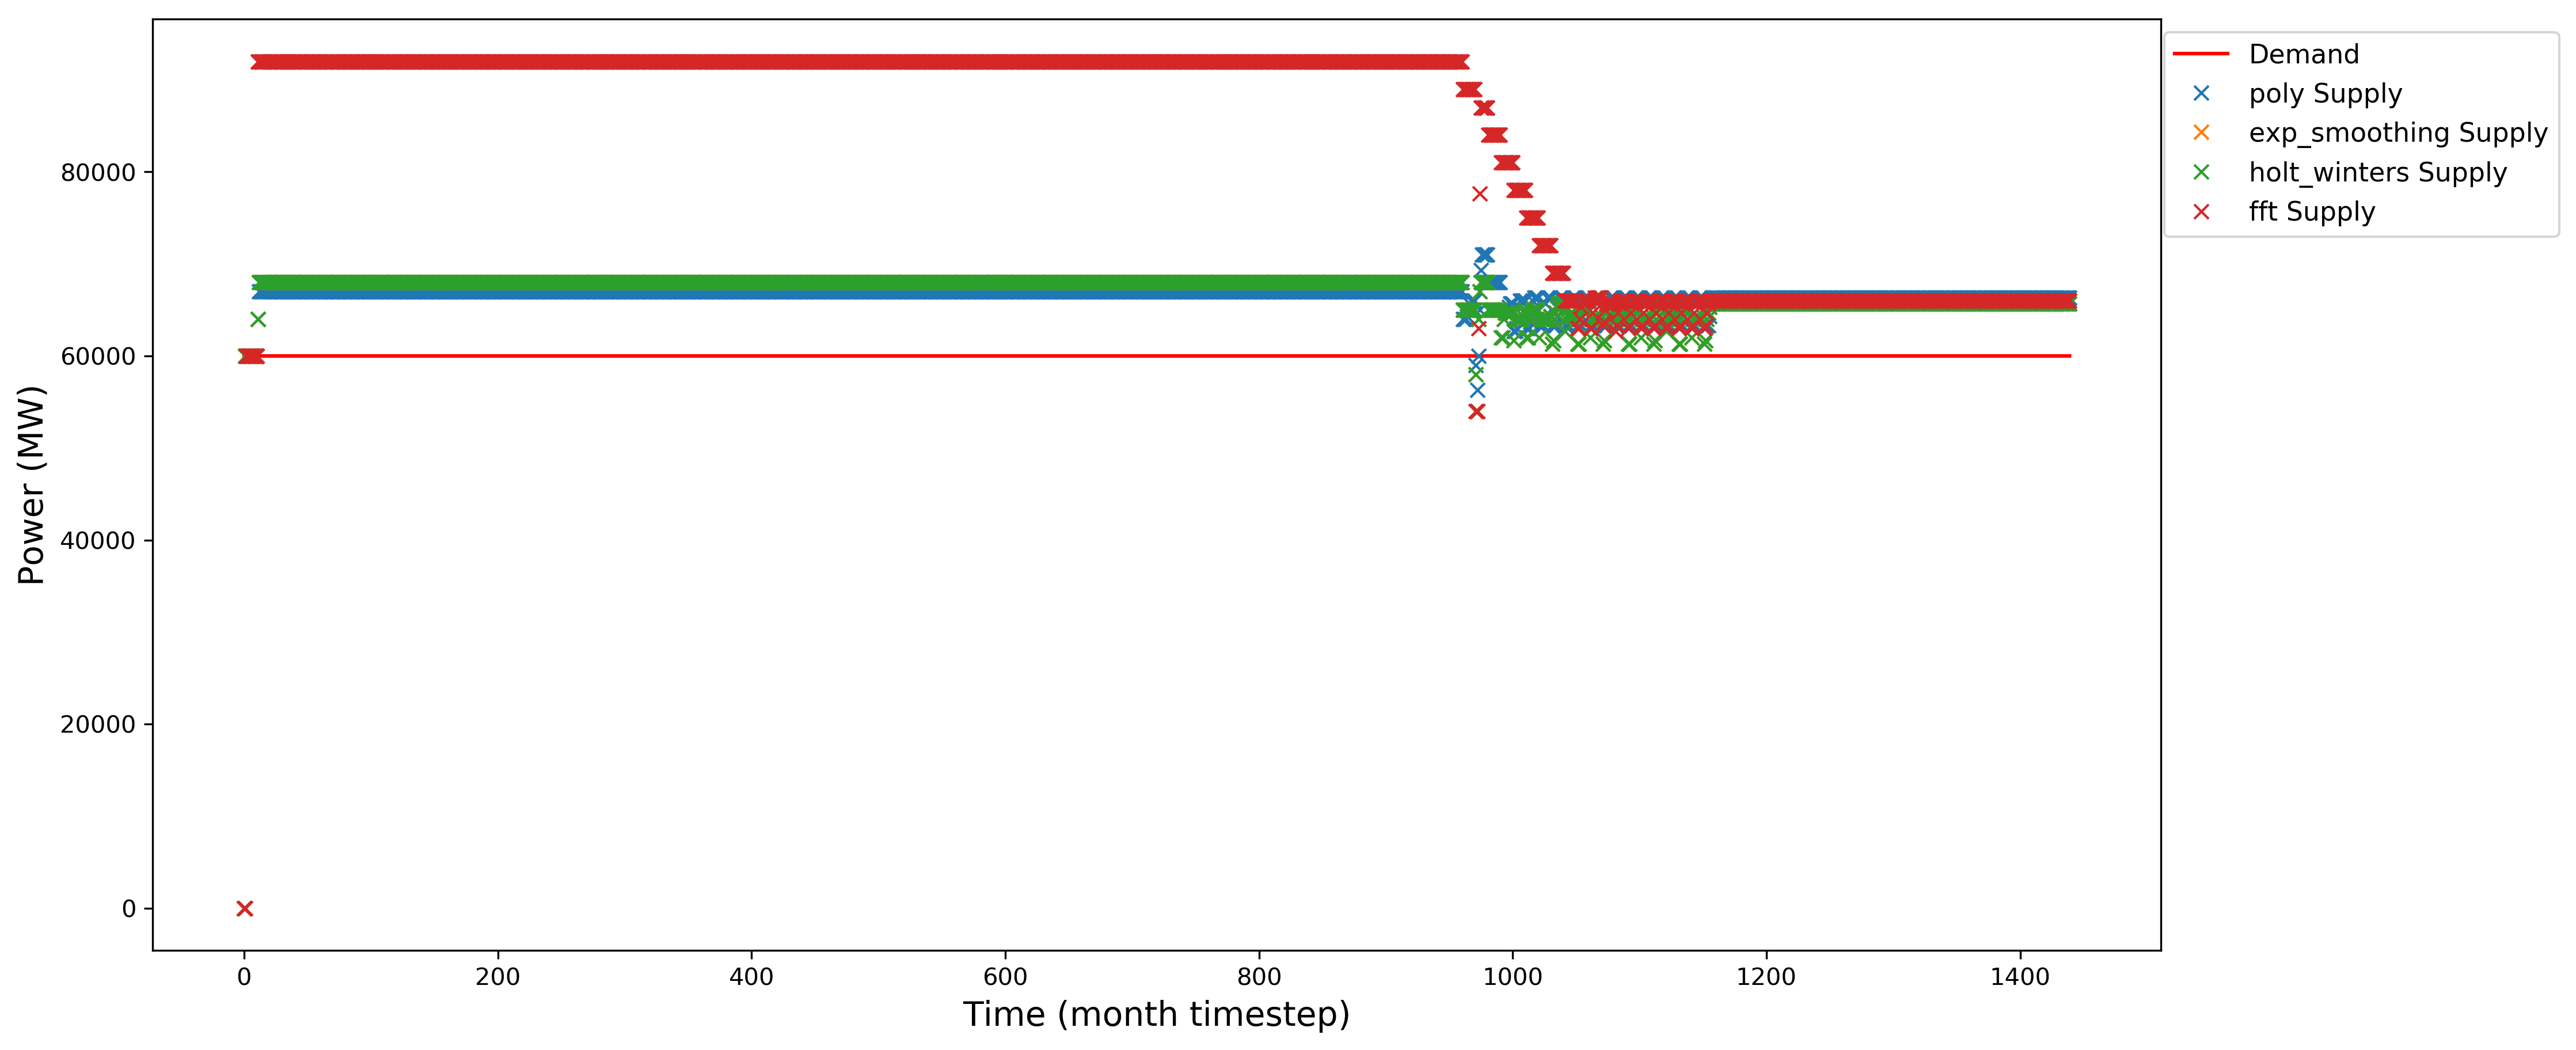 Demand
poly Supply
exp_smoothing Supply
holt_winters Supply
fft Supply
Power (MW)
80000
60000
40000
20000
0
0 200 400 600 800 1000 1200 1400
Time (month timestep)